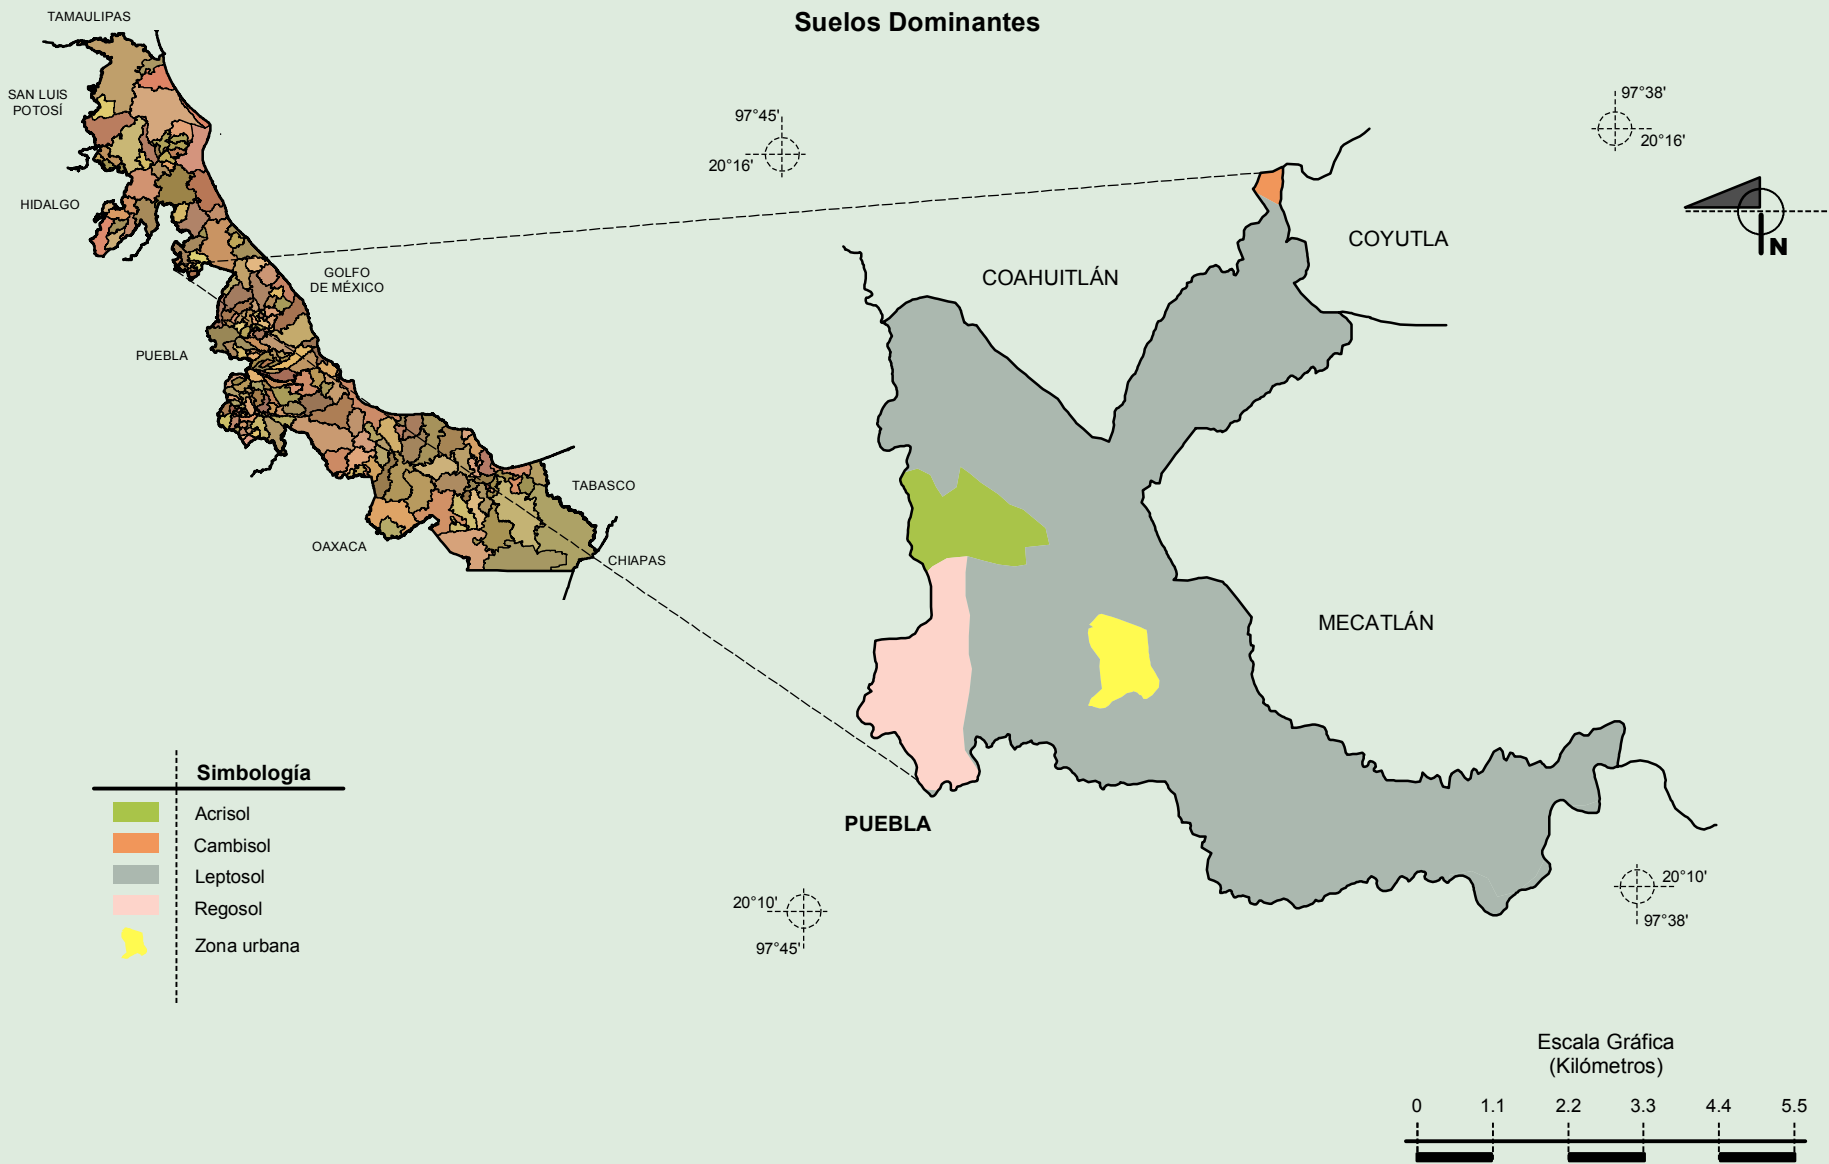 Suelos Dominantes
TAMAULIPAS
SAN LUIS
POTOSÍ
HIDALGO
GOLFO
DE MÉXICO
PUEBLA
TABASCO
OAXACA
CHIAPAS
97°45'
20°16'
97°38'
20°16'
N
COYUTLA
COAHUITLÁN
MECATLÁN
PUEBLA
20°10'
97°45'
20°10'
97°38'
Simbología
Acrisol
Cambisol
Leptosol
Regosol
Zona urbana
Escala Gráfica
(Kilómetros)
0 1.1 2.2 3.3 4.4 5.5